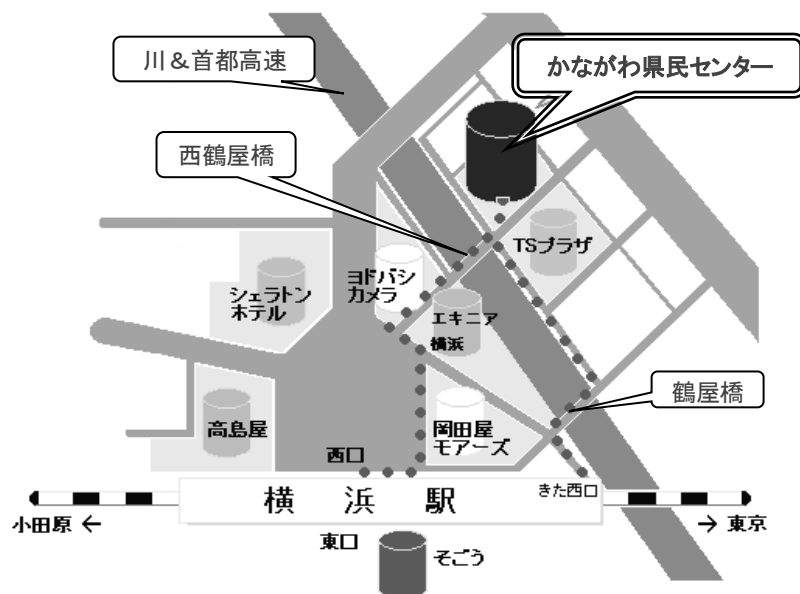 川＆首都高速
かながわ県民センター
西鶴屋橋
TSプラザ
ヨドバシ
カメラ
シェラトン
ホテル
エキニア
横浜
鶴屋橋
高島屋
岡田屋
モアーズ
西口
きた西口
横浜駅
小田原 ←
→ 東京
東口
そごう